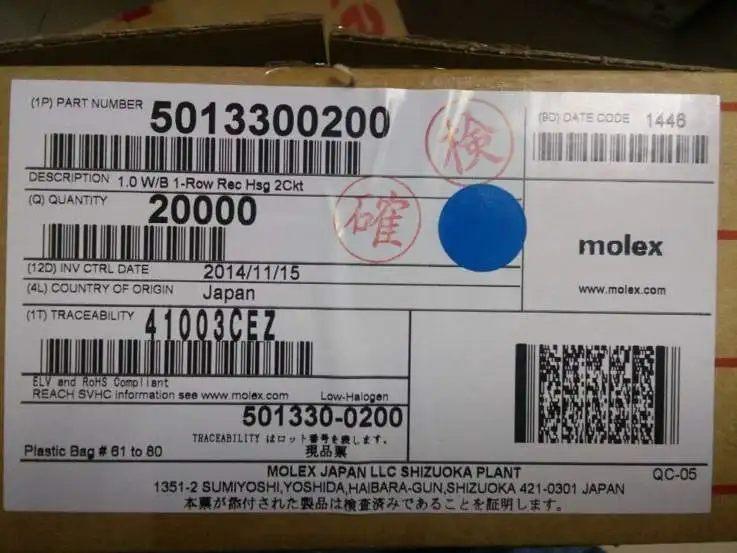 (1P) PART NUMBER 5013300200
(9D) DATE CODE 1446
検
DESCRIPTION 1.0 W/B 1-Row Rec Hsg 2Ckt
(Q) QUANTITY 20000
確
molex
www.molex.com
(12D) INV CTRL DATE 2014/11/15
(4L) COUNTRY OF ORIGIN Japan
(1T) TRACEABILITY 41003CEZ
ELV and RoHS Compliant
REACH SVHC information see www.molex.com Low-Halogen
501330-0200
TRACEABILITY はロット番号を表します。
現品票
Plastic Bag # 61 to 80
MOLEX JAPAN LLC SHIZUOKA PLANT
QC-05
1351-2 SUMIYOSHI,YOSHIDA,HAIBARA-GUN,SHIZUOKA 421-0301 JAPAN
本票が添付された製品は検査済みであることを証明します。